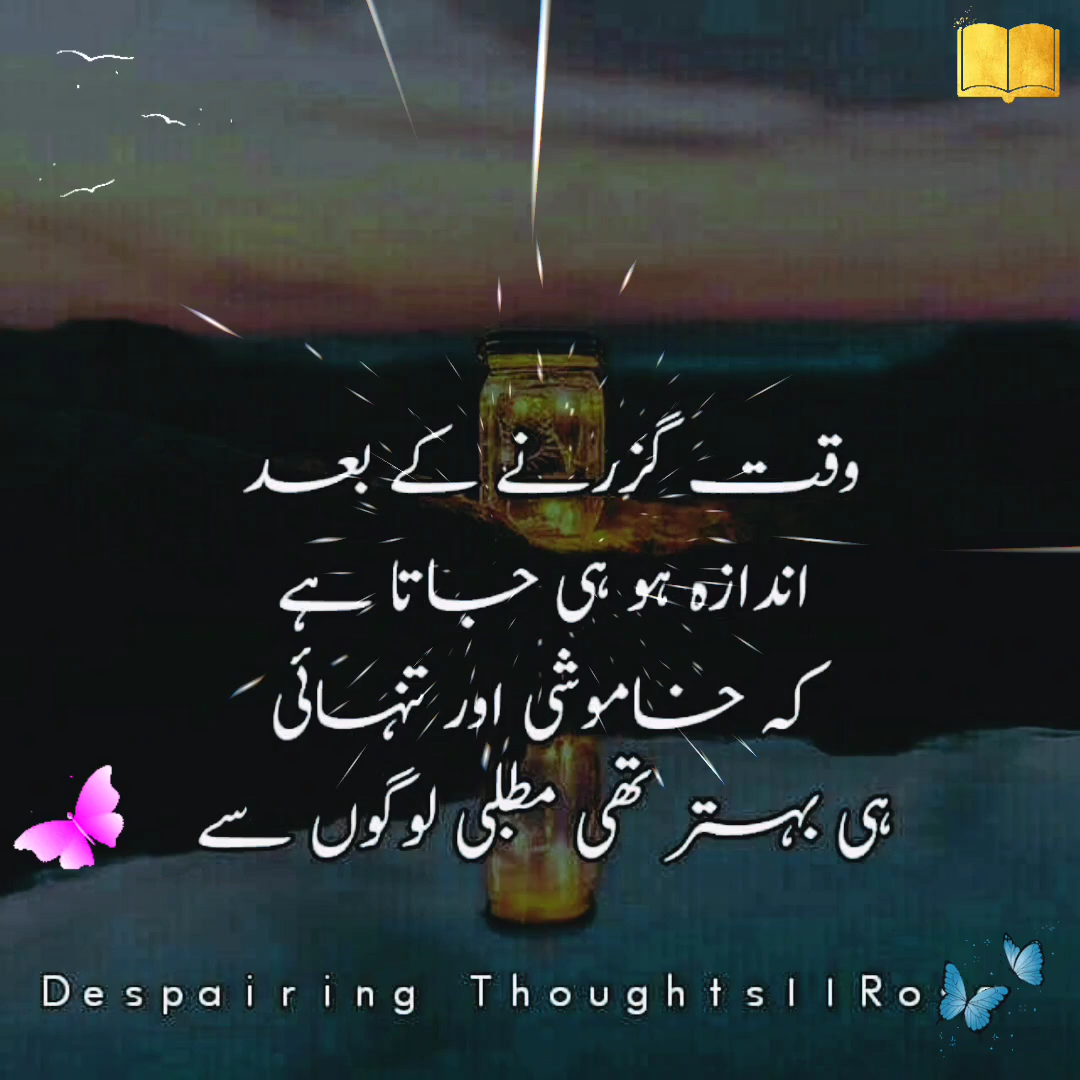 وقت گزرنے کے بعد
اندازہ ہو ہی جاتا ہے
کہ خاموشی اور تنہائی
ہی بہتر تھی مطلبی لوگوں سے
Despairing Thoughts||